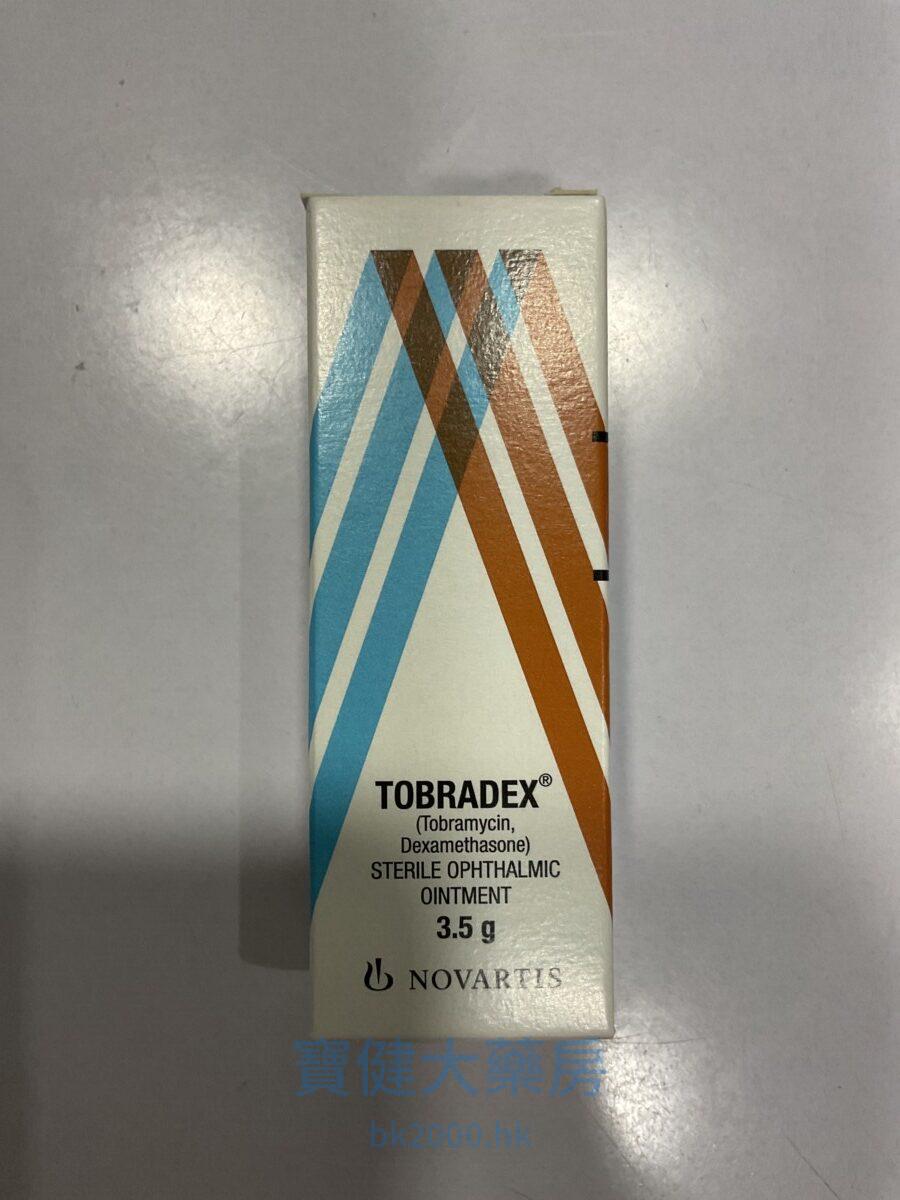 TOBRADEX®
(Tobramycin,
Dexamethasone)
STERILE OPHTHALMIC
OINTMENT
3.5 g
NOVARTIS
寶健大藥房
bk2000.hk